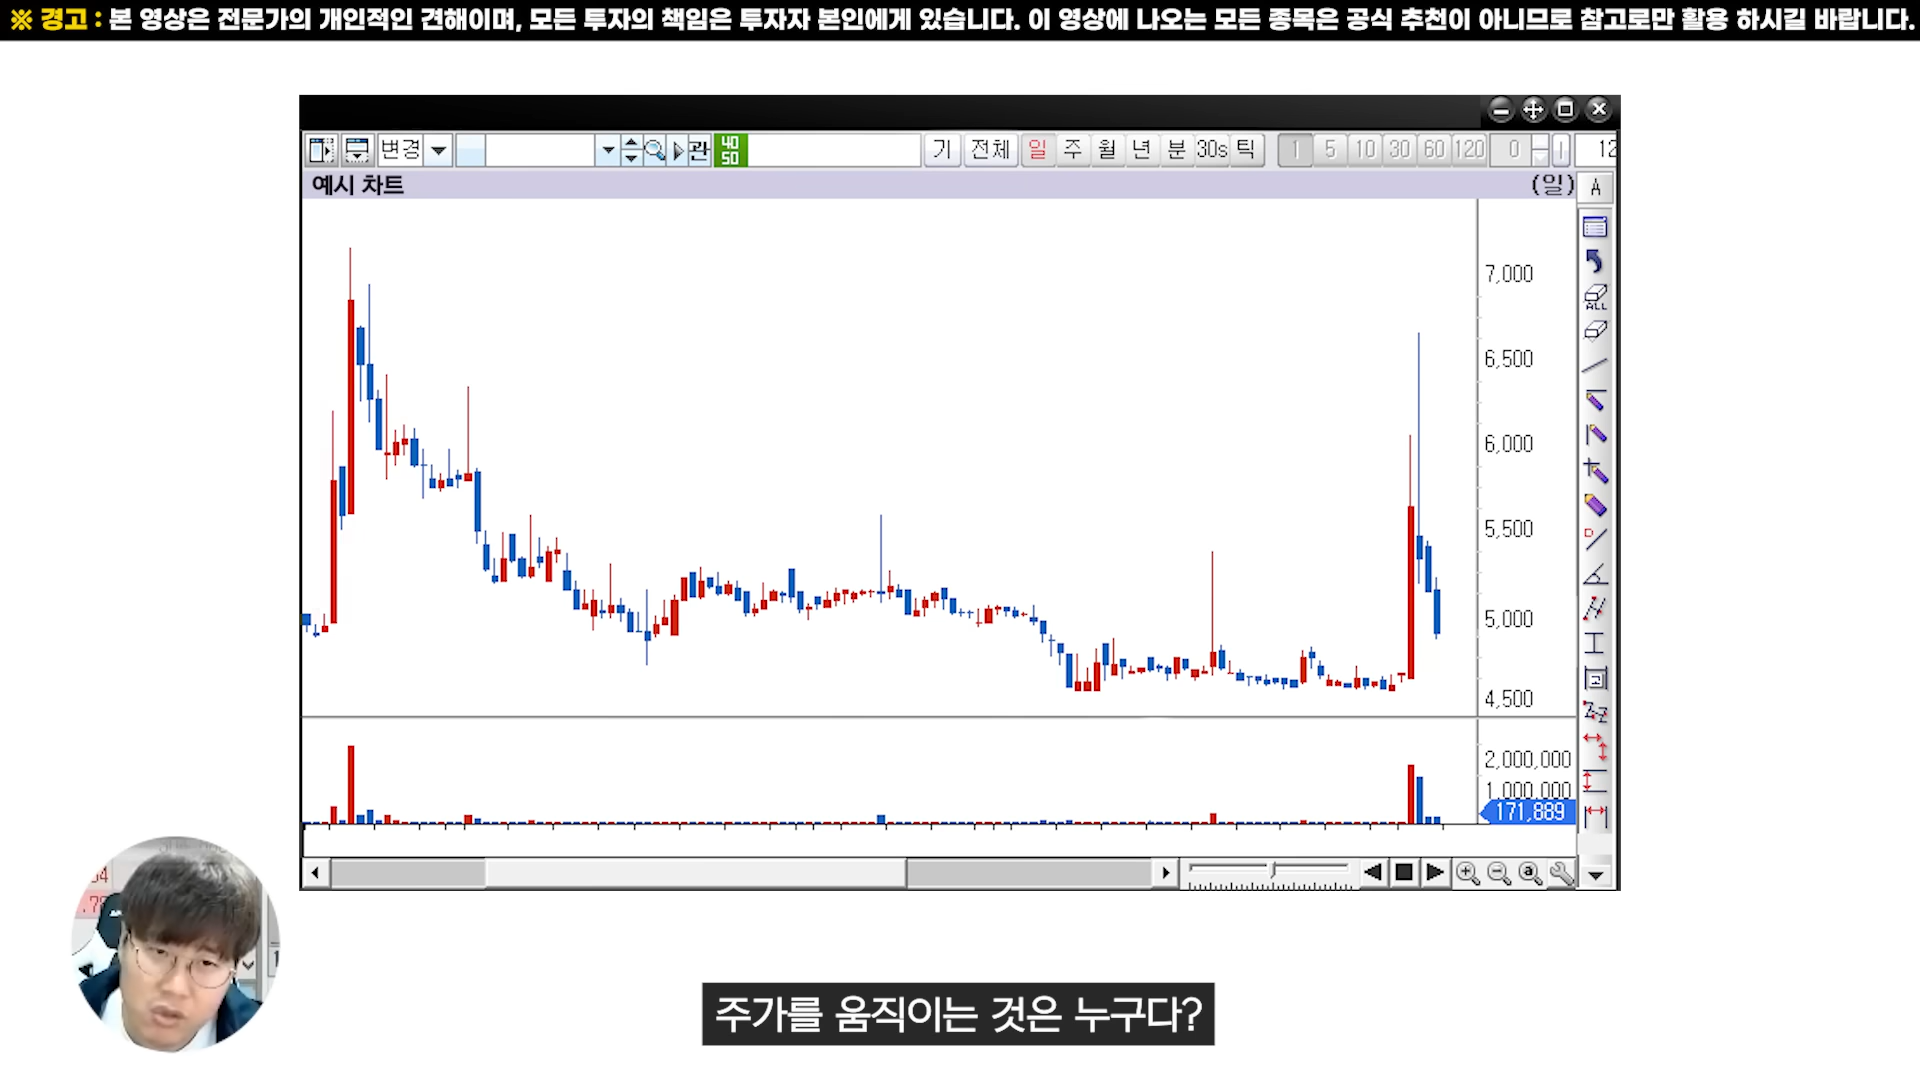 ※ 경고 : 본 영상은 전문가의 개인적인 견해이며, 모든 투자의 책임은 투자자 본인에게 있습니다. 이 영상에 나오는 모든 종목은 공식 추천이 아니므로 참고로만 활용 하시길 바랍니다.
변경 관 40 50 기 전체 일 주 월 년 분 30s 틱 1 5 10 30 60 120 0 12
예시 차트 (일) A
7,000
ALL
6,500
6,000
5,500
5,000
4,500
2,000,000
1,000,000
171,889
주가를 움직이는 것은 누구다?